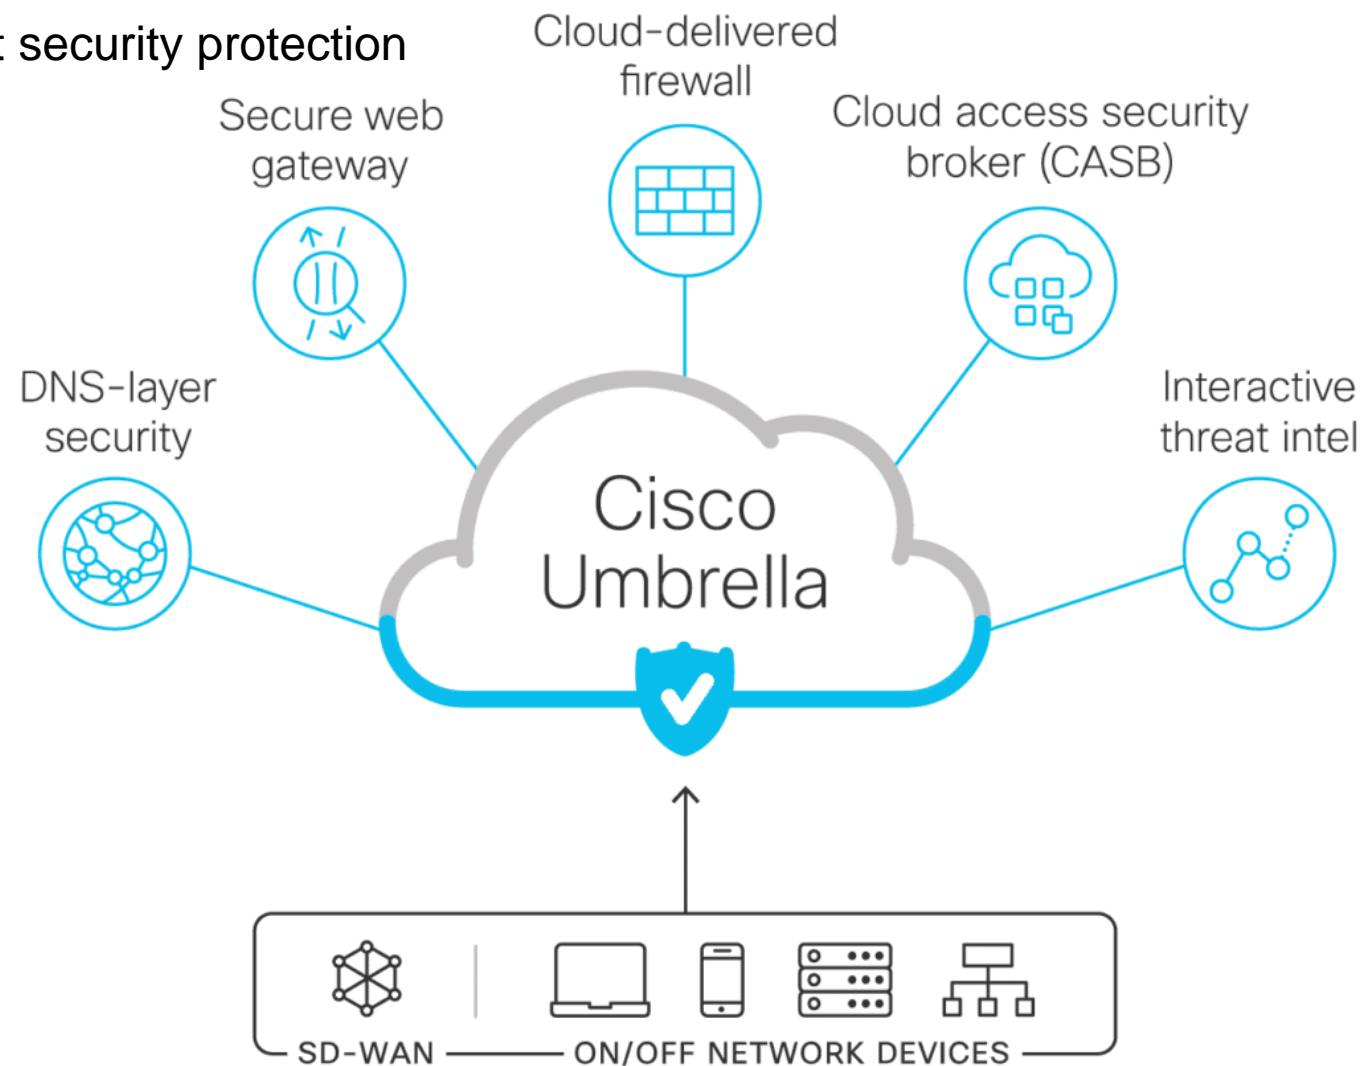 t security protection
Cloud-delivered
firewall
Secure web
gateway
Cloud access security
broker (CASB)
DNS-layer
security
Interactive
threat intel
Cisco
Umbrella
SD-WAN
ON/OFF NETWORK DEVICES